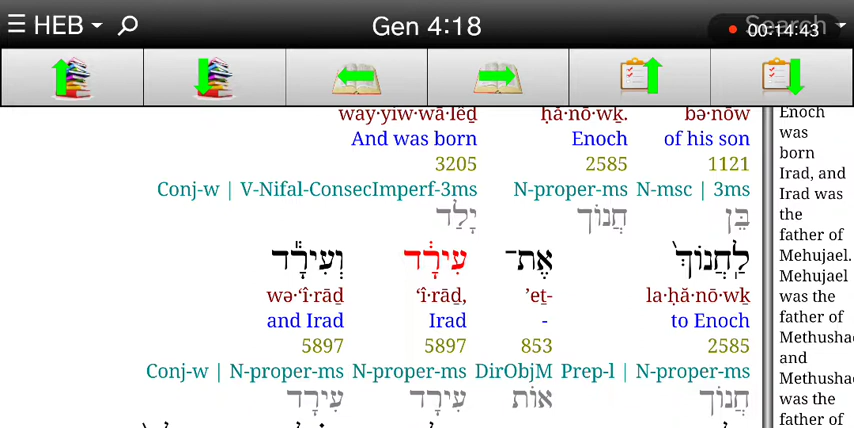 ☰ HEB Gen 4:18 Search
00:14:43
way·yiw·wā·lêḏ ḥă·nō·wḵ. bə·nōw
And was born Enoch of his son
3205 2585 1121
Conj-w | V-Nifal-ConsecImperf-3ms N-proper-ms N-msc | 3ms
בֵּן חֲנוֹךְ יָלַד
לַֽחֲנוֹךְ֙ אֶת־ עִירָ֔ד וְעִירָ֕ד
wə·‘î·rāḏ ‘î·rāḏ, ’eṯ- la·ḥă·nō·wḵ
and Irad Irad - to Enoch
5897 5897 853 2585
Conj-w | N-proper-ms N-proper-ms DirObjM Prep-l | N-proper-ms
חֲנוֹךְ אוֹת עִירָד עִירָד
Enoch
was
born
Irad, and
Irad was
the
father of
Mehujael.
Mehujael
was the
father of
and
was the
father of